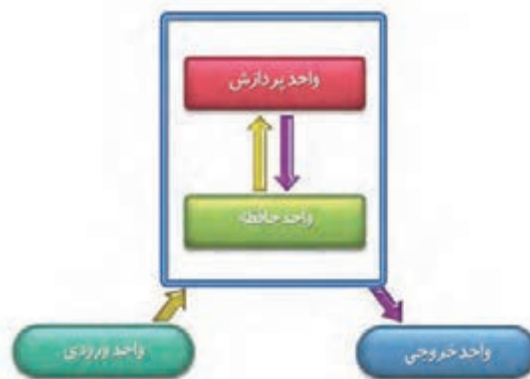 واحد پردازش
واحد حافظه
واحد خروجی
واحد ورودی